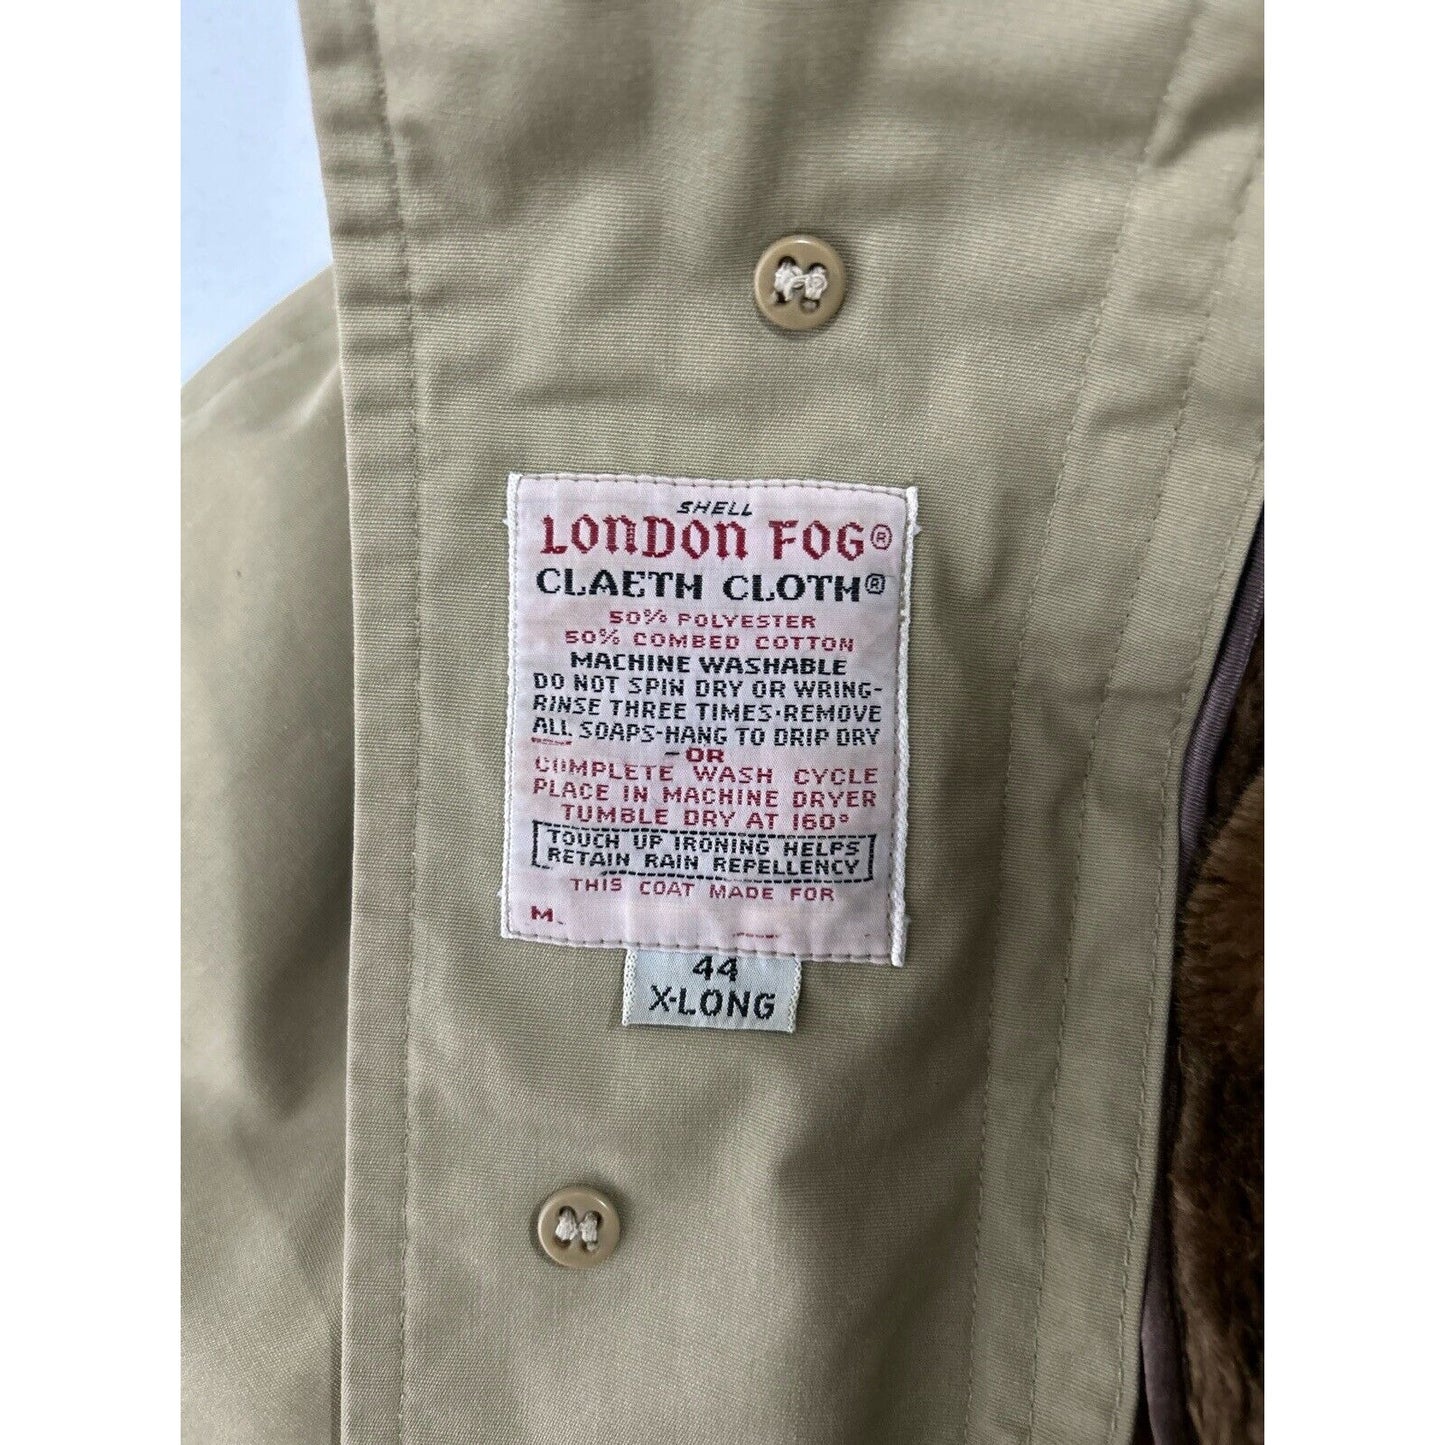 SHELL
LONDON FOG®
CLAETH CLOTH®
50% POLYESTER
50% COMBED COTTON
MACHINE WASHABLE
DO NOT SPIN DRY OR WRING-
RINSE THREE TIMES·REMOVE
ALL SOAPS-HANG TO DRIP DRY
-OR
COMPLETE WASH CYCLE
PLACE IN MACHINE DRYER
TUMBLE DRY AT 160°
TOUCH UP IRONING HELPS
RETAIN RAIN REPELLENCY
THIS COAT MADE FOR
M.
44
X-LONG